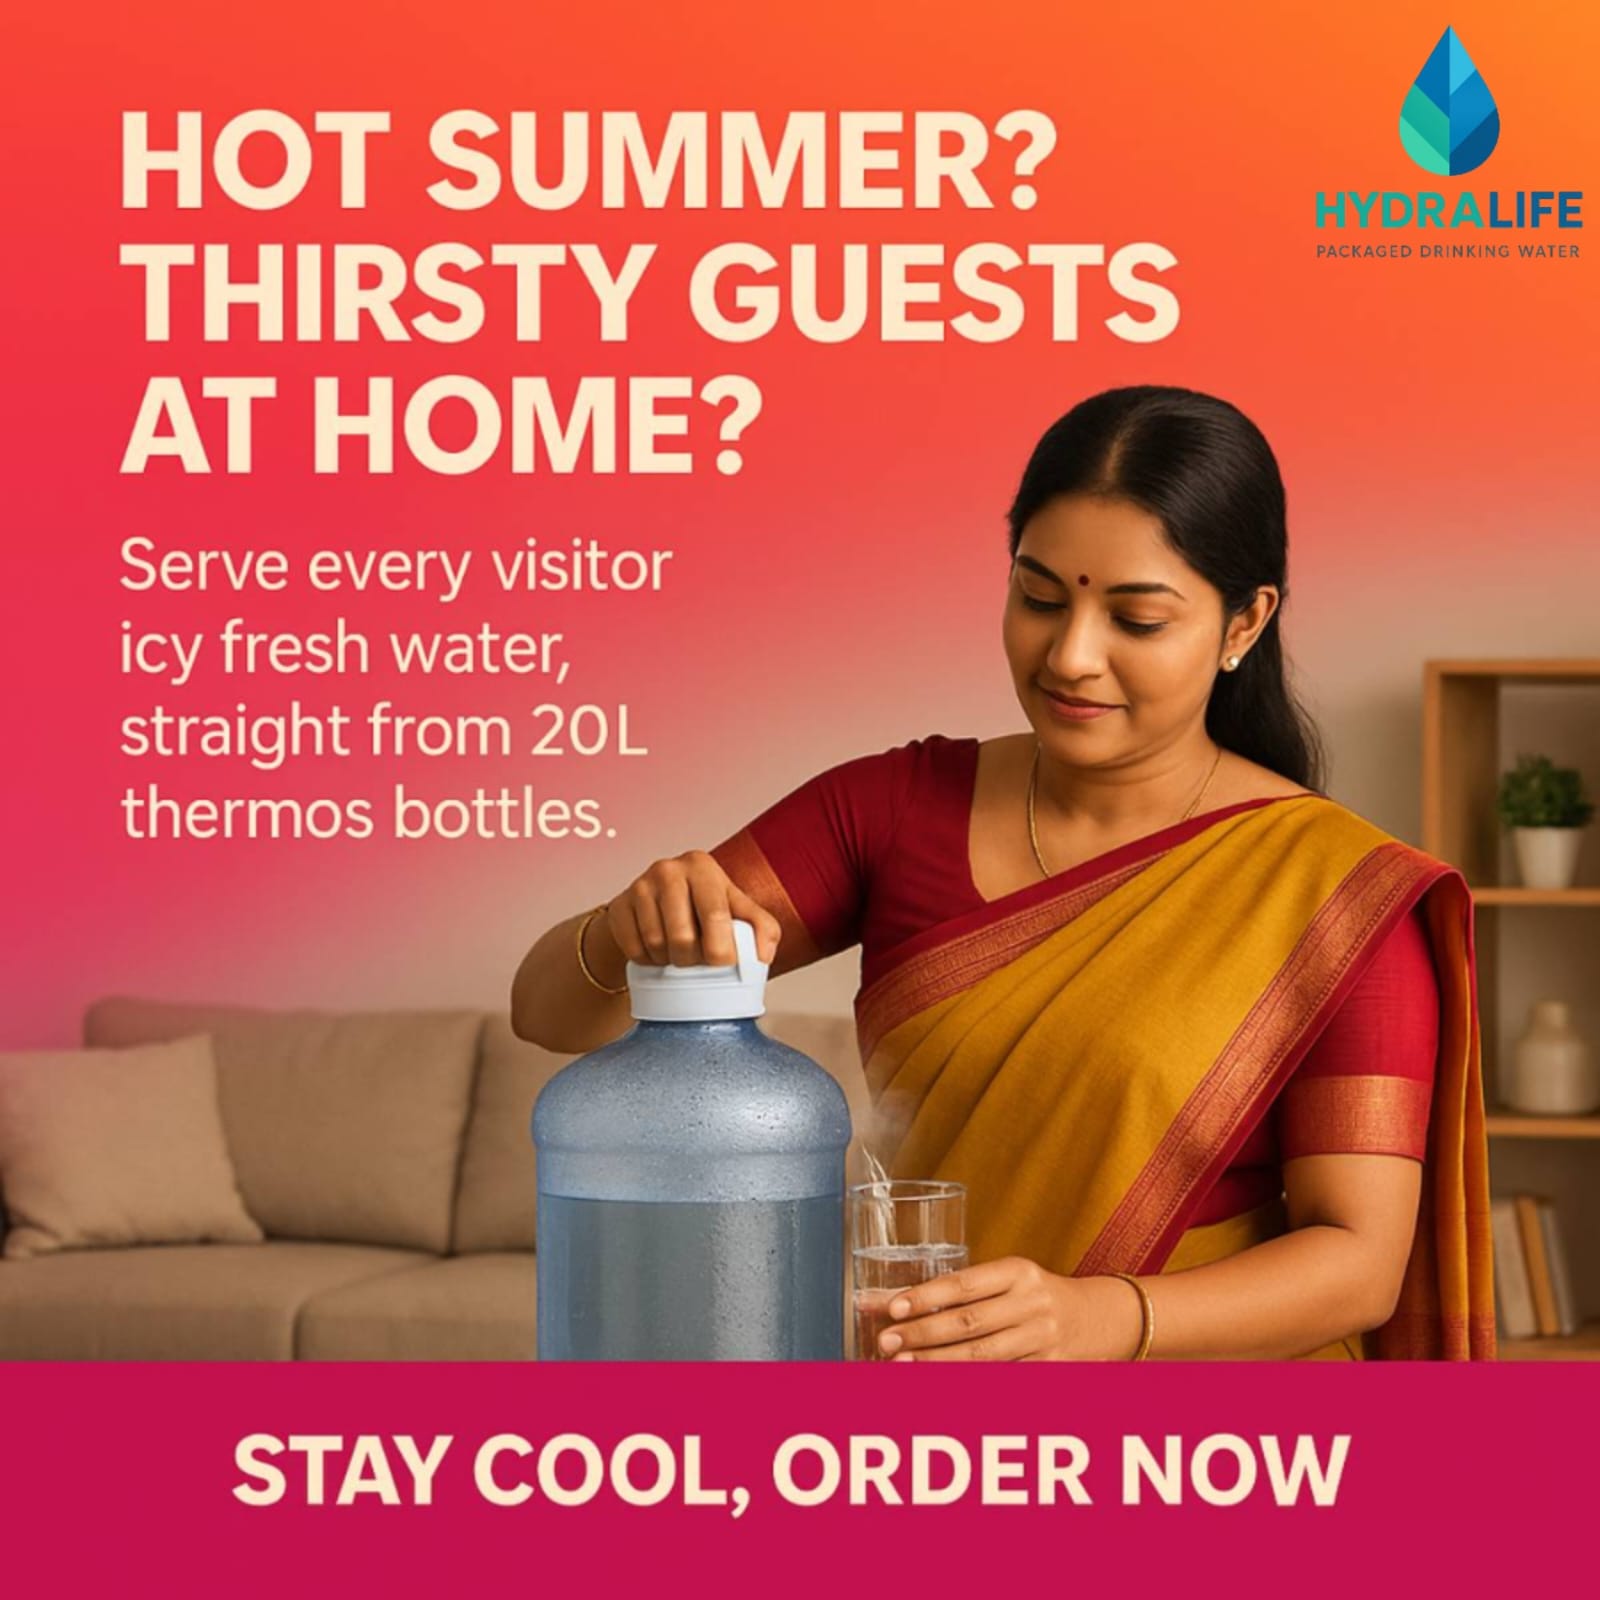 HOT SUMMER?
THIRSTY GUESTS
AT HOME?
Serve every visitor
icy fresh water,
straight from 20L
thermos bottles.
HYDRALIFE
PACKAGED DRINKING WATER
STAY COOL, ORDER NOW